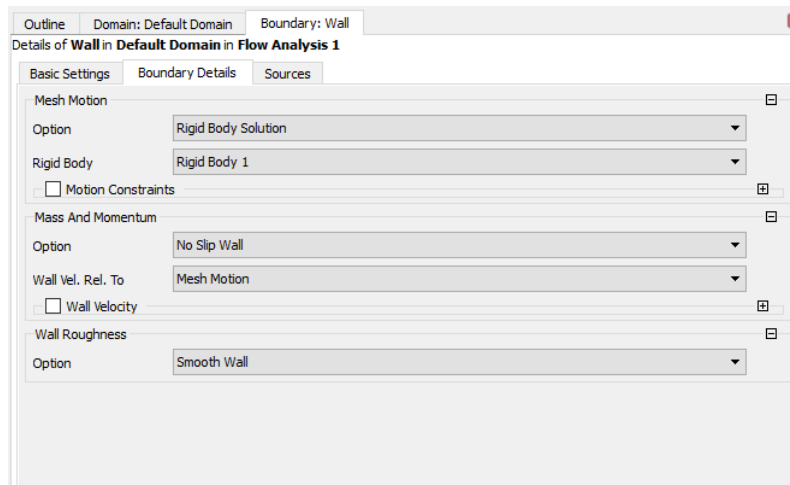 Outline Domain: Default Domain Boundary: Wall
Details of Wall in Default Domain in Flow Analysis 1
Basic Settings Boundary Details Sources
Mesh Motion
Option Rigid Body Solution
Rigid Body Rigid Body 1
Motion Constraints
Mass And Momentum
Option No Slip Wall
Wall Vel. Rel. To Mesh Motion
Wall Velocity
Wall Roughness
Option Smooth Wall